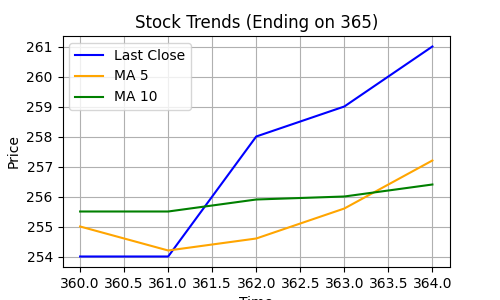 Stock Trends (Ending on 365)
Last Close
MA 5
MA 10
Price
261
260
259
258
257
256
255
254
360.0 360.5 361.0 361.5 362.0 362.5 363.0 363.5 364.0
Time